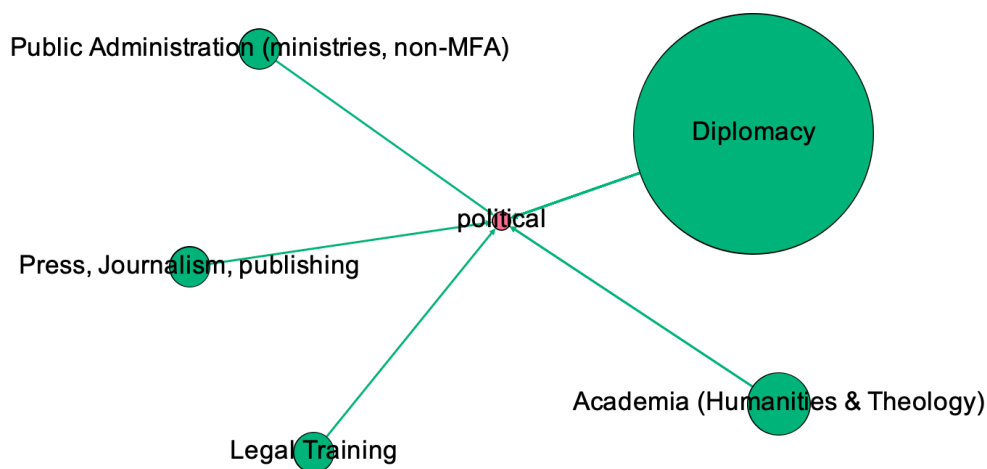 Public Administration (ministries, non-MFA)
Diplomacy
political
Press, Journalism, publishing
Academia (Humanities & Theology)
Legal Training